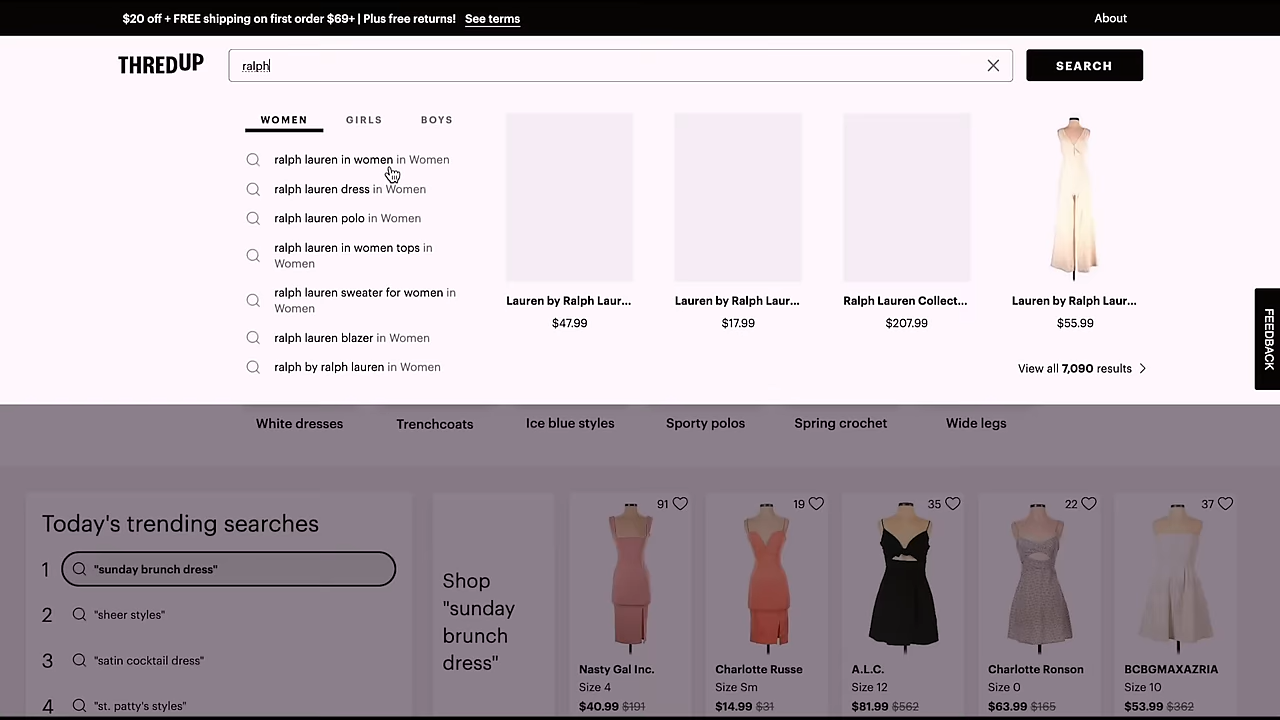 $20 off + FREE shipping on first order $69+ | Plus free returns! See terms
About
THREDUP
ralph
SEARCH
WOMEN GIRLS BOYS
ralph lauren in women in Women
ralph lauren dress in Women
ralph lauren polo in Women
ralph lauren in women tops in
Women
ralph lauren sweater for women in
Women
ralph lauren blazer in Women
ralph by ralph lauren in Women
Lauren by Ralph Laur...
$47.99
Lauren by Ralph Laur...
$17.99
Ralph Lauren Collect...
$207.99
Lauren by Ralph Laur...
$55.99
View all 7,090 results
FEEDBACK
White dresses
Trenchcoats
Ice blue styles
Sporty polos
Spring crochet
Wide legs
Today's trending searches
1 "sunday brunch dress"
2 "sheer styles"
3 "satin cocktail dress"
4 "st. patty's styles"
Shop
"sunday
brunch
dress"
91
Nasty Gal Inc.
Size 4
$40.99 $191
19
Charlotte Russe
Size Sm
$14.99 $31
35
A.L.C.
Size 12
$81.99 $562
22
Charlotte Ronson
Size 0
$63.99 $165
37
BCBGMAXAZRIA
Size 10
$53.99 $362